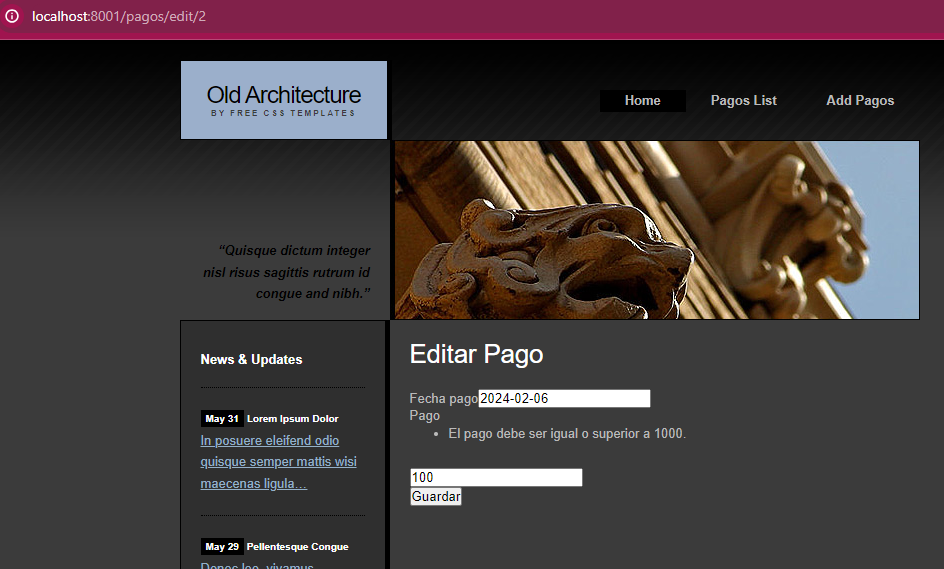 localhost:8001/pagos/edit/2
Old Architecture
BY FREE CSS TEMPLATES
Home
Pagos List
Add Pagos
“Quisque dictum integer
nisl risus sagittis rutrum id
congue and nibh.”
News & Updates
May 31 Lorem Ipsum Dolor
In posuere eleifend odio
quisque semper mattis wisi
maecenas ligula…
May 29 Pellentesque Congue
Donec leo, vivamus
Editar Pago
Fecha pago 2024-02-06
Pago
• El pago debe ser igual o superior a 1000.
100
Guardar